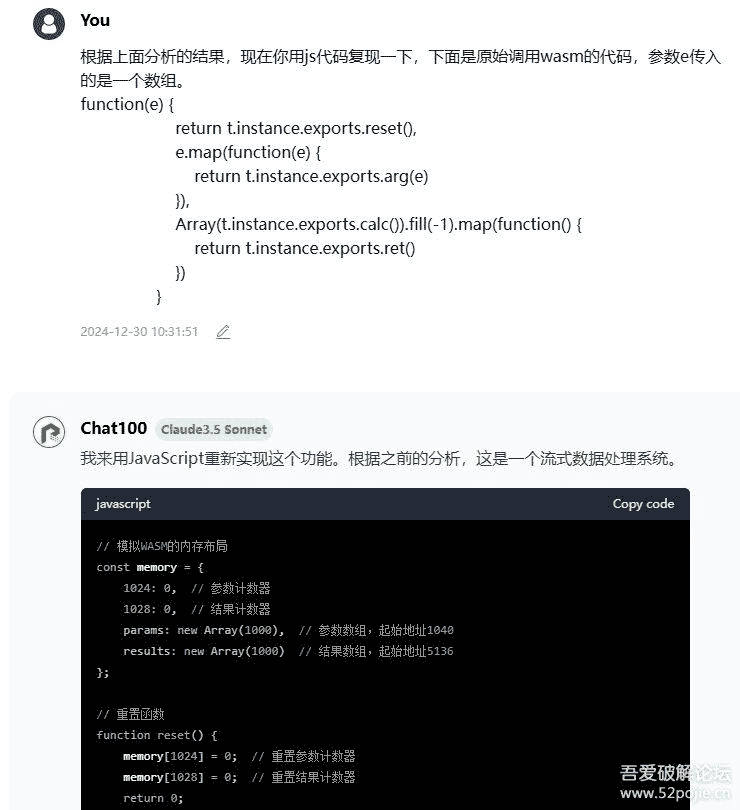 You
根据上面分析的结果，现在你用js代码复现一下，下面是原始调用wasm的代码，参数e传入
的是一个数组。
function(e) {
return t.instance.exports.reset(),
e.map(function(e) {
return t.instance.exports.arg(e)
}),
Array(t.instance.exports.calc()).fill(-1).map(function() {
return t.instance.exports.ret()
})
}
2024-12-30 10:31:51
Chat100 Claude3.5 Sonnet
我来用JavaScript重新实现这个功能。根据之前的分析，这是一个流式数据处理系统。
javascript Copy code
// 模拟WASM的内存布局
const memory = {
1024: 0, // 参数计数器
1028: 0, // 结果计数器
params: new Array(1000), // 参数数组，起始地址1040
results: new Array(1000) // 结果数组，起始地址5136
};
// 重置函数
function reset() {
memory[1024] = 0; // 重置参数计数器
memory[1028] = 0; // 重置结果计数器
return 0;
吾爱破解论坛
www.52pojie.cn